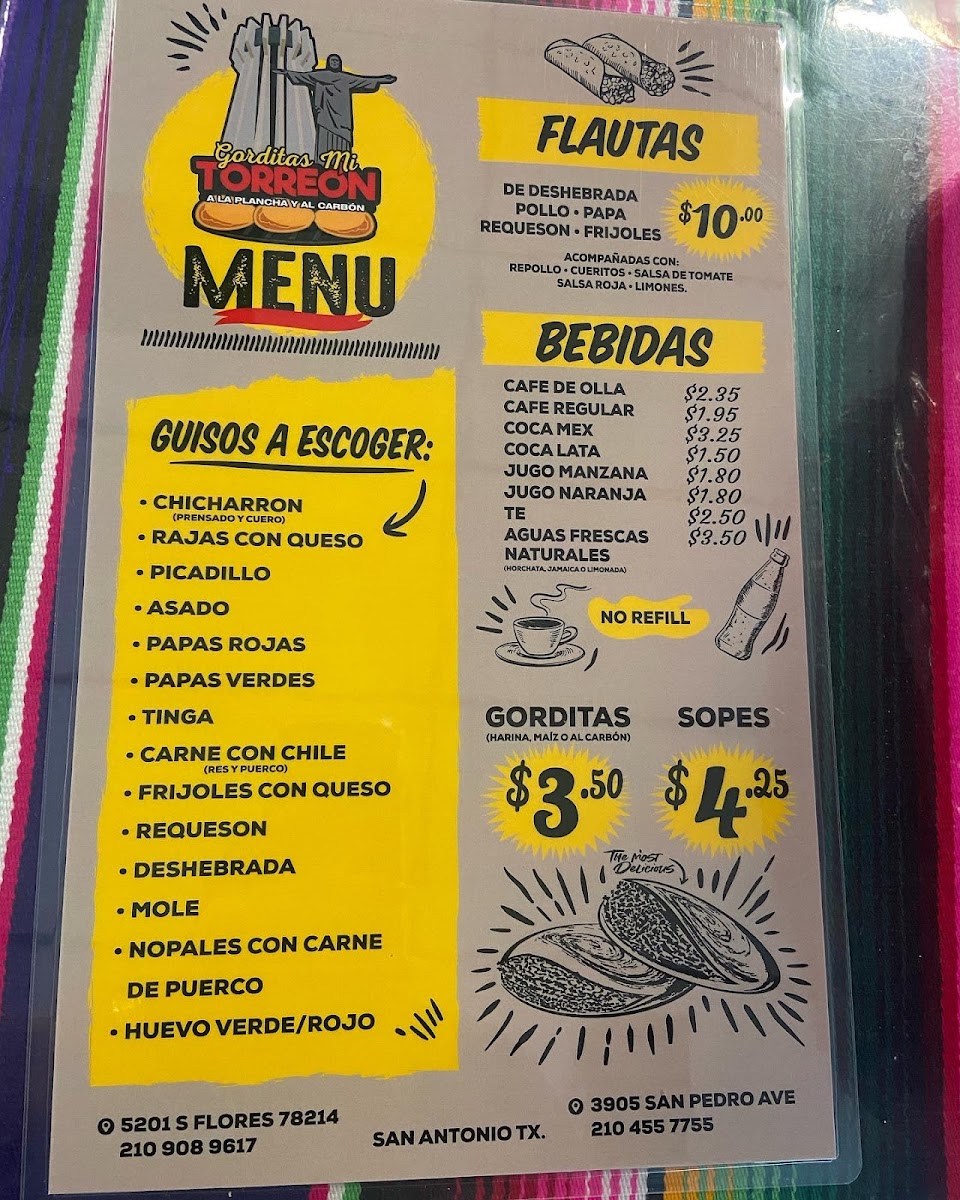 Gorditas Mi
TORREÓN
A LA PLANCHA Y AL CARBÓN
MENU
GUISOS A ESCOGER:
• CHICHARRON
(PRENSADO Y CUERO)
• RAJAS CON QUESO
• PICADILLO
• ASADO
• PAPAS ROJAS
• PAPAS VERDES
• TINGA
• CARNE CON CHILE
(RES Y PUERCO)
• FRIJOLES CON QUESO
• REQUESON
• DESHEBRADA
• MOLE
• NOPALES CON CARNE
DE PUERCO
• HUEVO VERDE/ROJO
FLAUTAS
DE DESHEBRADA
POLLO • PAPA
REQUESON • FRIJOLES
$10.00
ACOMPAÑADAS CON:
REPOLLO • CUERITOS • SALSA DE TOMATE
SALSA ROJA • LIMONES.
BEBIDAS
CAFE DE OLLA $2.35
CAFE REGULAR $1.95
COCA MEX $3.25
COCA LATA $1.50
JUGO MANZANA $1.80
JUGO NARANJA $1.80
TE $2.50
AGUAS FRESCAS $3.50
NATURALES
(HORCHATA, JAMAICA O LIMONADA)
NO REFILL
GORDITAS
(HARINA, MAÍZ O AL CARBÓN)
$3.50
SOPES
$4.25
The Most
Delicious
5201 S FLORES 78214
210 908 9617
SAN ANTONIO TX.
3905 SAN PEDRO AVE
210 455 7755